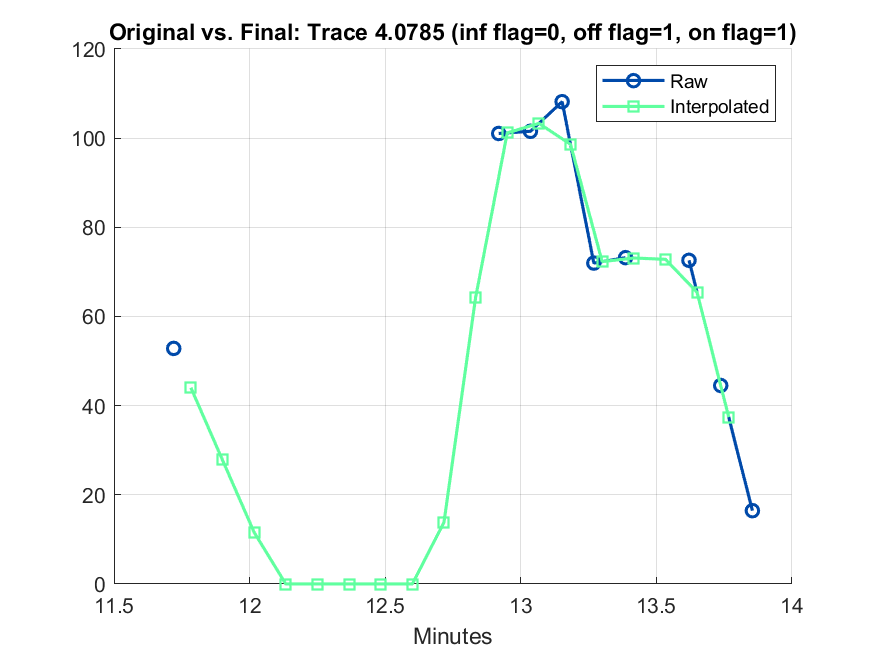 Original vs. Final: Trace 4.0785 (inf flag=0, off flag=1, on flag=1)
120
Raw
Interpolated
100
80
60
40
20
0
11.5 12 12.5 13 13.5 14
Minutes